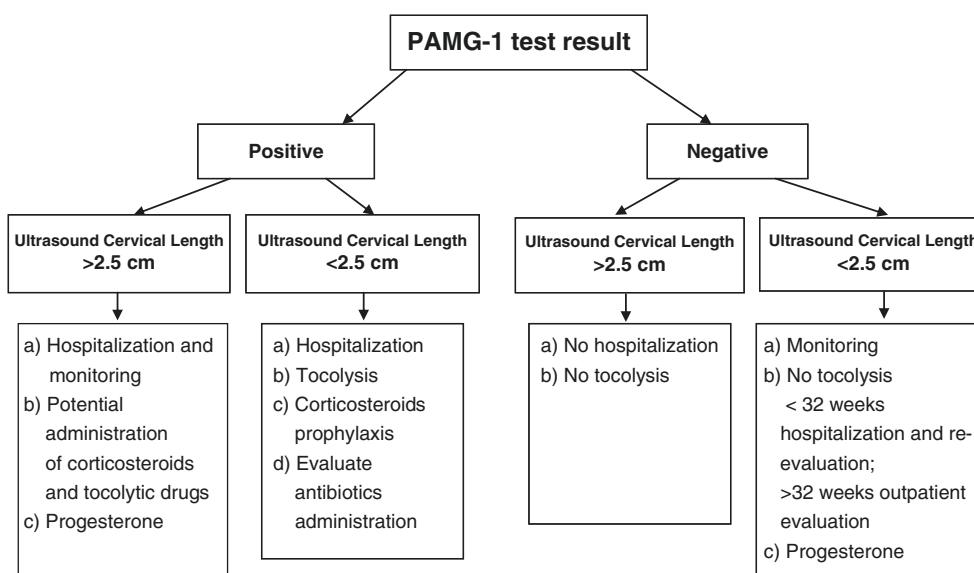 PAMG-1 test result
Positive
Negative
Ultrasound Cervical Length
>2.5 cm
Ultrasound Cervical Length
<2.5 cm
Ultrasound Cervical Length
>2.5 cm
Ultrasound Cervical Length
<2.5 cm
a) Hospitalization and
monitoring
b) Potential
administration
of corticosteroids
and tocolytic drugs
c) Progesterone
a) Hospitalization
b) Tocolysis
c) Corticosteroids
prophylaxis
d) Evaluate
antibiotics
administration
a) No hospitalization
b) No tocolysis
a) Monitoring
b) No tocolysis
< 32 weeks
hospitalization and re-
evaluation;
>32 weeks outpatient
evaluation
c) Progesterone